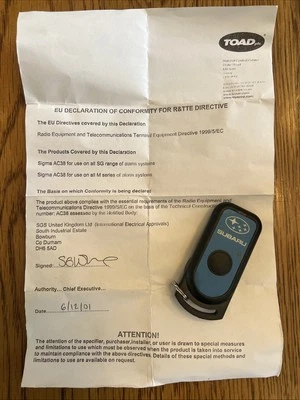 TOAD plc
EU DECLARATION OF CONFORMITY FOR R&TTE DIRECTIVE
The EU Directives covered by this Declaration
Radio Equipment and Telecommunications Terminal Equipment Directive 1999/5/EC
The Products Covered by this Declaration
Sigma AC38 for use on all SG range of alarm systems
Sigma AC38 for use on all M series of alarm systems
The Basis on which Conformity is being declared
The product above complies with the essential requirements of the Radio Equipment and
Telecommunications Directive 1999/5/EC on the basis of the Technical Construction
number: AC38 assessed by the Notified Body:
SGS United Kingdom Ltd (International Electrical Approvals)
South Industrial Estate
Bowburn
Co Durham
DH6 5AD
Signed:
Authority... Chief Executive...
Date 6/12/01
SUBARU
ATTENTION!
The attention of the specifier, purchaser, installer, or user is drawn to special measures
and limitations to use which must be observed when the product is taken into service
to maintain compliance with the above directives. Details of these special methods and
limitations to use are available on request.